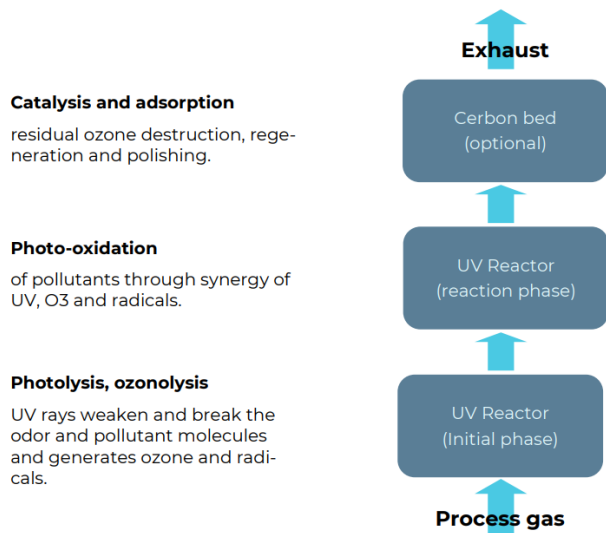 Exhaust
Catalysis and adsorption
residual ozone destruction, rege-
neration and polishing.
Cerbon bed
(optional)
Photo-oxidation
of pollutants through synergy of
UV, O3 and radicals.
UV Reactor
(reaction phase)
Photolysis, ozonolysis
UV rays weaken and break the
odor and pollutant molecules
and generates ozone and radi-
cals.
UV Reactor
(Initial phase)
Process gas